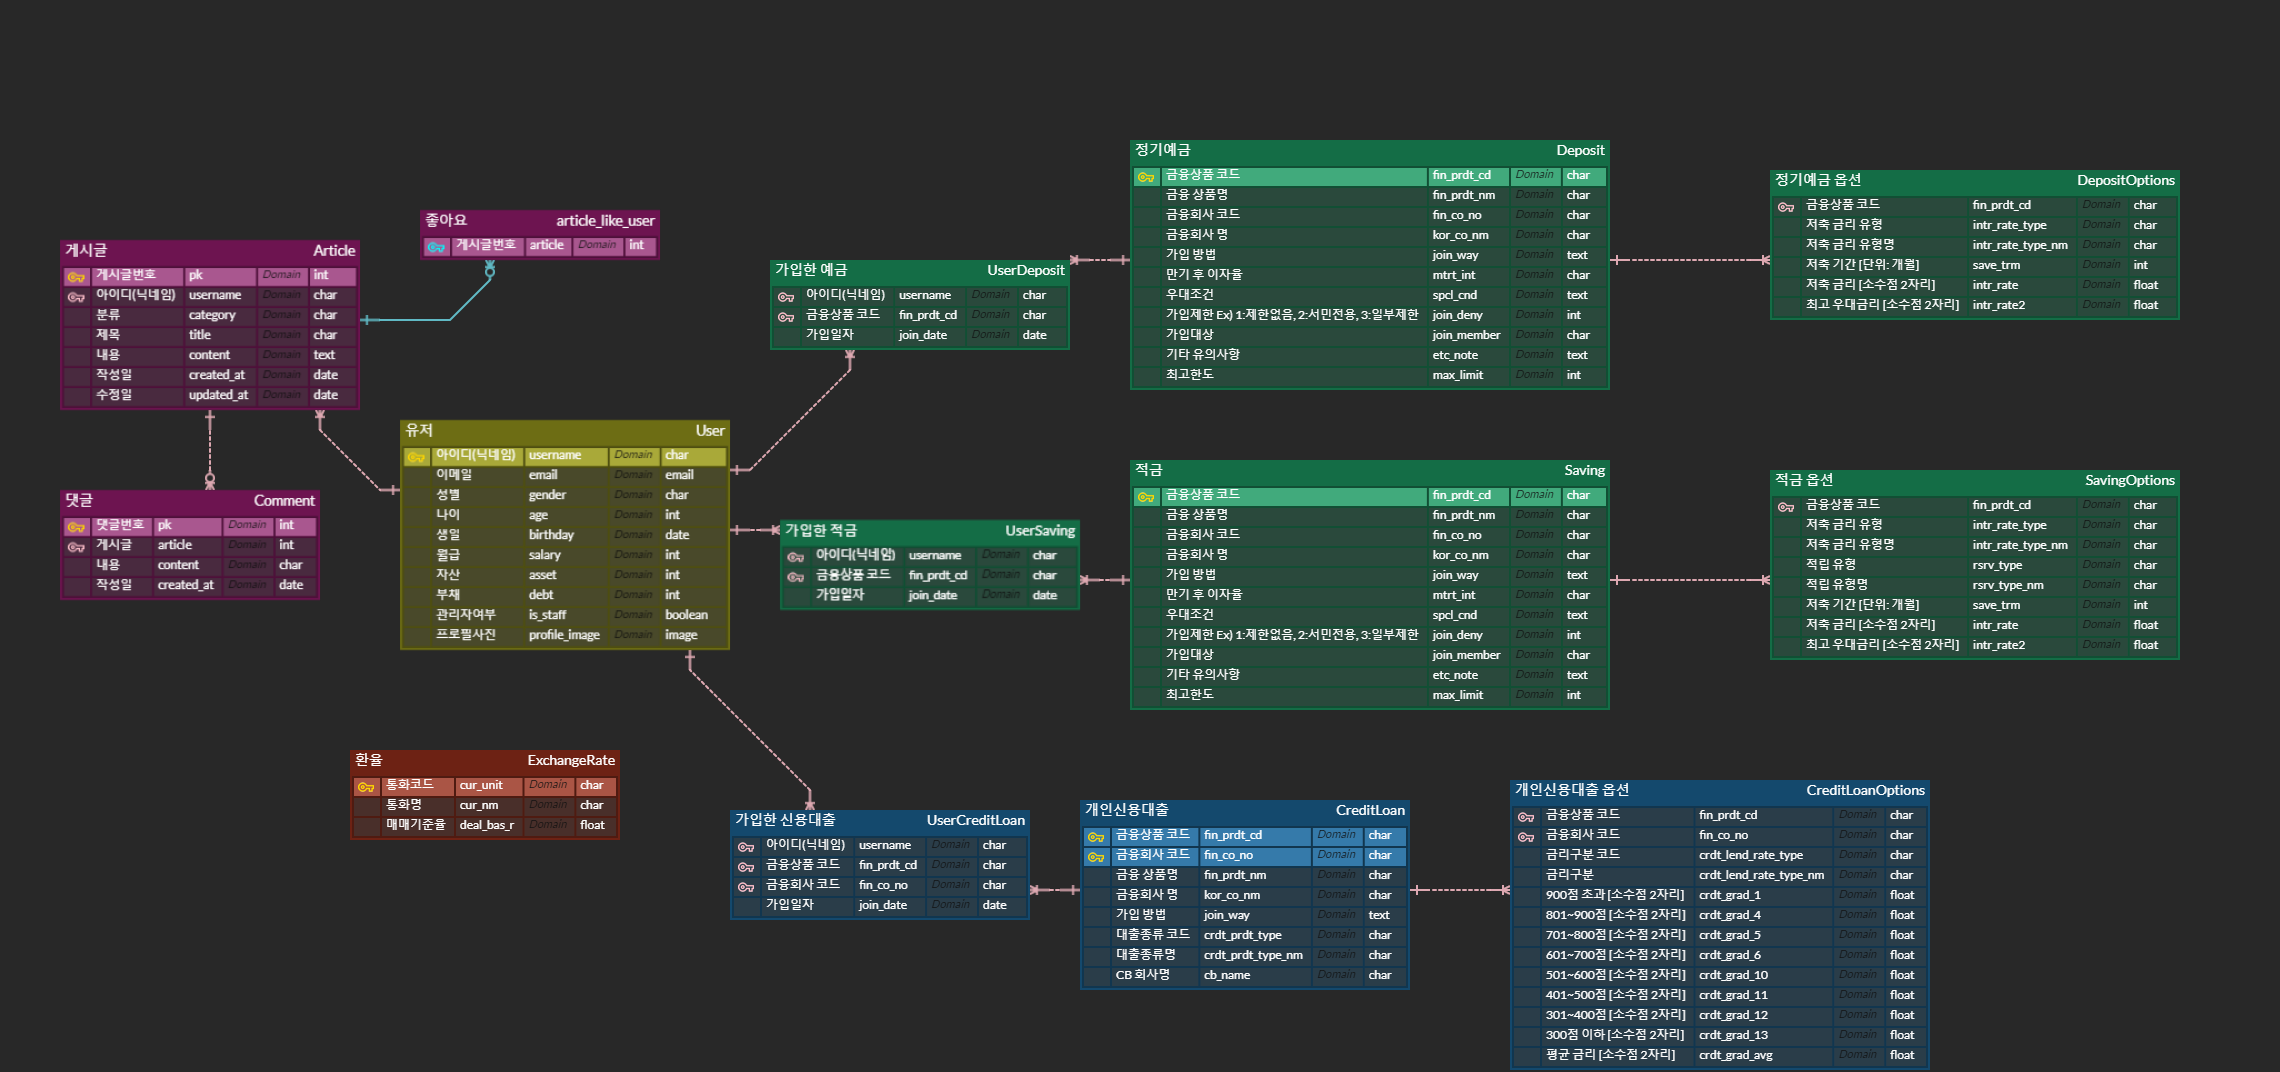 게시글 Article
게시글번호 pk Domain int
아이디(닉네임) username Domain char
분류 category Domain char
제목 title Domain char
내용 content Domain text
작성일 created_at Domain date
수정일 updated_at Domain date
좋아요 article_like_user
게시글번호 article Domain int
댓글 Comment
댓글번호 pk Domain int
게시글 article Domain int
내용 content Domain char
작성일 created_at Domain date
유저 User
아이디(닉네임) username Domain char
이메일 email Domain email
성별 gender Domain char
나이 age Domain int
생일 birthday Domain date
월급 salary Domain int
자산 asset Domain int
부채 debt Domain int
관리자여부 is_staff Domain boolean
프로필사진 profile_image Domain image
가입한 예금 UserDeposit
아이디(닉네임) username Domain char
금융상품 코드 fin_prdt_cd Domain char
가입일자 join_date Domain date
정기예금 Deposit
금융상품 코드 fin_prdt_cd Domain char
금융 상품명 fin_prdt_nm Domain char
금융회사 코드 fin_co_no Domain char
금융회사 명 kor_co_nm Domain char
가입 방법 join_way Domain text
만기 후 이자율 mtrt_int Domain char
우대조건 spcl_cnd Domain text
가입제한 Ex) 1:제한없음, 2:서민전용, 3:일부제한 join_deny Domain int
가입대상 join_member Domain char
기타 유의사항 etc_note Domain text
최고한도 max_limit Domain int
정기예금 옵션 DepositOptions
금융상품 코드 fin_prdt_cd Domain char
저축 금리 유형 intr_rate_type Domain char
저축 금리 유형명 intr_rate_type_nm Domain char
저축 기간 [단위: 개월] save_trm Domain int
저축 금리 [소수점 2자리] intr_rate Domain float
최고 우대금리 [소수점 2자리] intr_rate2 Domain float
가입한 적금 UserSaving
아이디(닉네임) username Domain char
금융상품 코드 fin_prdt_cd Domain char
가입일자 join_date Domain date
적금 Saving
금융상품 코드 fin_prdt_cd Domain char
금융 상품명 fin_prdt_nm Domain char
금융회사 코드 fin_co_no Domain char
금융회사 명 kor_co_nm Domain char
가입 방법 join_way Domain text
만기 후 이자율 mtrt_int Domain char
우대조건 spcl_cnd Domain text
가입제한 Ex) 1:제한없음, 2:서민전용, 3:일부제한 join_deny Domain int
가입대상 join_member Domain char
기타 유의사항 etc_note Domain text
최고한도 max_limit Domain int
적금 옵션 SavingOptions
금융상품 코드 fin_prdt_cd Domain char
저축 금리 유형 intr_rate_type Domain char
저축 금리 유형명 intr_rate_type_nm Domain char
적립 유형 rsrv_type Domain char
적립 유형명 rsrv_type_nm Domain char
저축 기간 [단위: 개월] save_trm Domain int
저축 금리 [소수점 2자리] intr_rate Domain float
최고 우대금리 [소수점 2자리] intr_rate2 Domain float
환율 ExchangeRate
통화코드 cur_unit Domain char
통화명 cur_nm Domain char
매매기준율 deal_bas_r Domain float
가입한 신용대출 UserCreditLoan
아이디(닉네임) username Domain char
금융상품 코드 fin_prdt_cd Domain char
금융회사 코드 fin_co_no Domain char
가입일자 join_date Domain date
개인신용대출 CreditLoan
금융상품 코드 fin_prdt_cd Domain char
금융회사 코드 fin_co_no Domain char
금융 상품명 fin_prdt_nm Domain char
금융회사 명 kor_co_nm Domain char
가입 방법 join_way Domain text
대출종류 코드 crdt_prdt_type Domain char
대출종류명 crdt_prdt_type_nm Domain char
CB 회사명 cb_name Domain char
개인신용대출 옵션 CreditLoanOptions
금융상품 코드 fin_prdt_cd Domain char
금융회사 코드 fin_co_no Domain char
금리구분 코드 crdt_lend_rate_type Domain char
금리구분 crdt_lend_rate_type_nm Domain char
900점 초과 [소수점 2자리] crdt_grad_1 Domain float
801~900점 [소수점 2자리] crdt_grad_4 Domain float
701~800점 [소수점 2자리] crdt_grad_5 Domain float
601~700점 [소수점 2자리] crdt_grad_6 Domain float
501~600점 [소수점 2자리] crdt_grad_10 Domain float
401~500점 [소수점 2자리] crdt_grad_11 Domain float
301~400점 [소수점 2자리] crdt_grad_12 Domain float
300점 이하 [소수점 2자리] crdt_grad_13 Domain float
평균 금리 [소수점 2자리] crdt_grad_avg Domain float